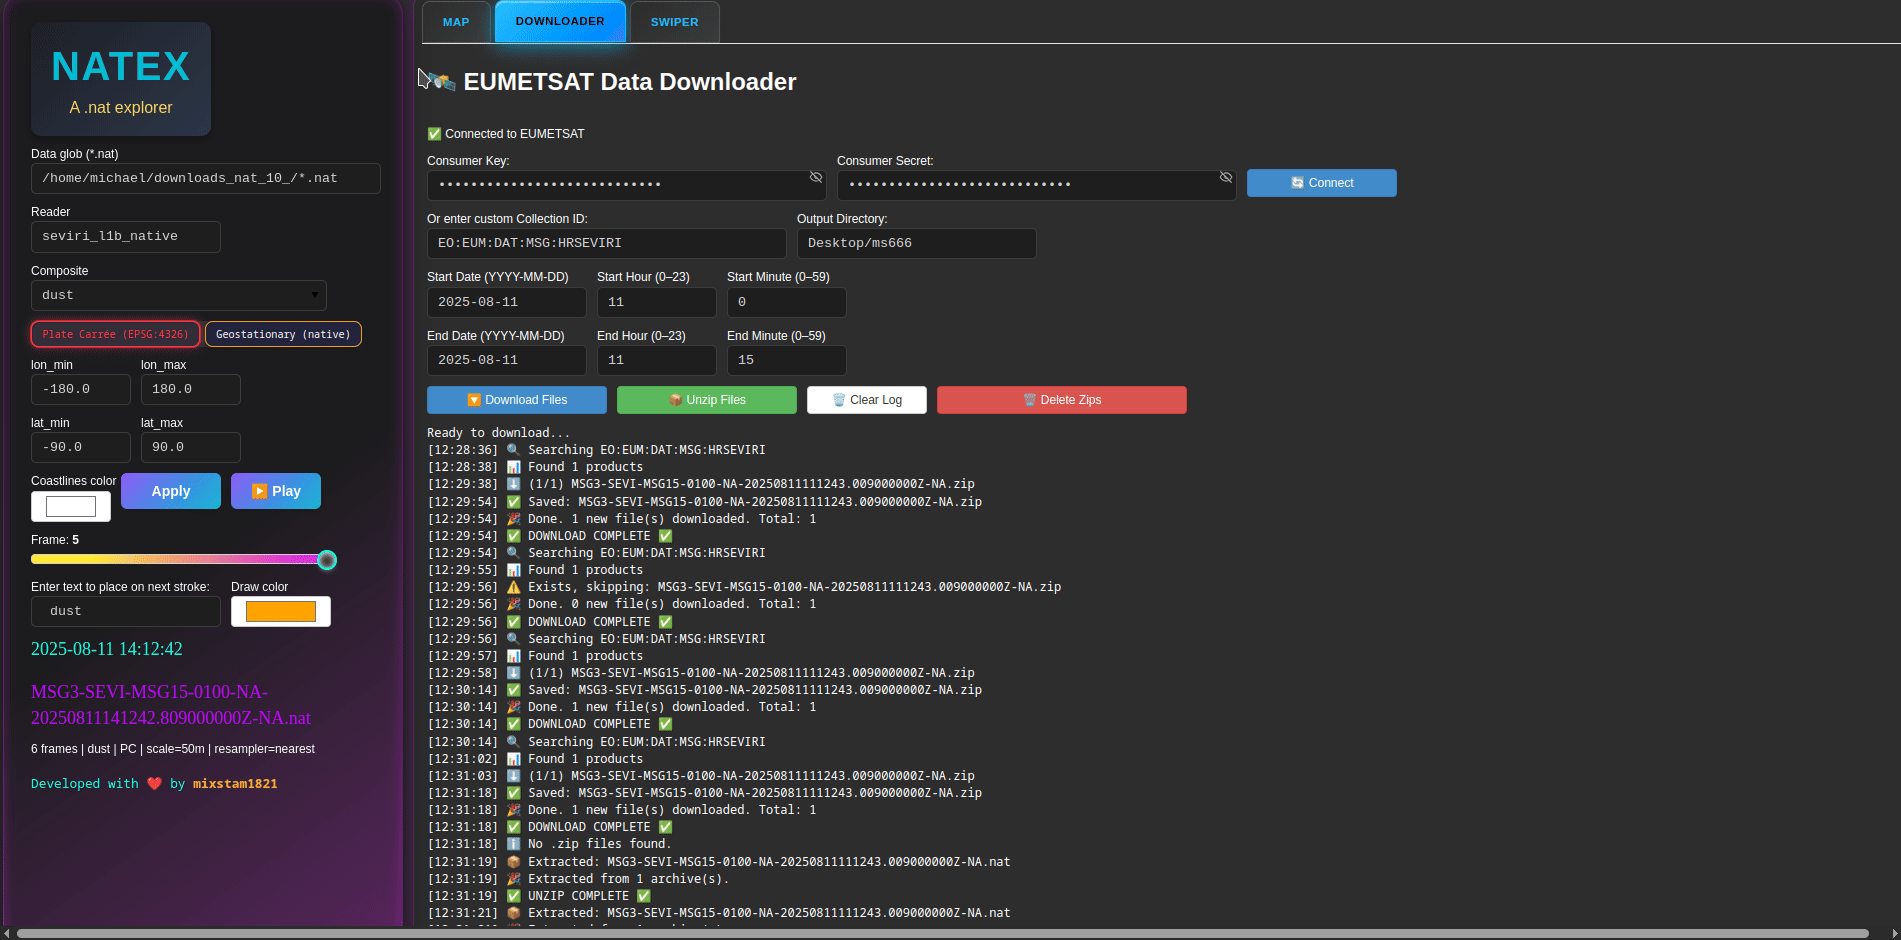 NATEX
A .nat explorer
Data glob (*.nat)
/home/michael/downloads_nat_10_/*.nat
Reader
seviri_l1b_native
Composite
dust
Plate Carrée (EPSG:4326)
Geostationary (native)
lon_min
lon_max
-180.0
180.0
lat_min
lat_max
-90.0
90.0
Coastlines color
Apply
Play
Frame: 5
Enter text to place on next stroke:
Draw color
dust
2025-08-11 14:12:42
MSG3-SEVI-MSG15-0100-NA-
20250811141242.809000000Z-NA.nat
6 frames | dust | PC | scale=50m | resampler=nearest
Developed with ❤️ by mixstam1821
MAP
DOWNLOADER
SWIPER
🛰️ EUMETSAT Data Downloader
✅ Connected to EUMETSAT
Consumer Key:
Consumer Secret:
🔄 Connect
Or enter custom Collection ID:
Output Directory:
EO:EUM:DAT:MSG:HRSEVIRI
Desktop/ms666
Start Date (YYYY-MM-DD)
Start Hour (0–23)
Start Minute (0–59)
2025-08-11
11
0
End Date (YYYY-MM-DD)
End Hour (0–23)
End Minute (0–59)
2025-08-11
11
15
🔽 Download Files
📦 Unzip Files
🗑️ Clear Log
🗑️ Delete Zips
Ready to download...
[12:28:36] 🔍 Searching EO:EUM:DAT:MSG:HRSEVIRI
[12:28:38] 📊 Found 1 products
[12:29:38] ⬇️ (1/1) MSG3-SEVI-MSG15-0100-NA-20250811111243.009000000Z-NA.zip
[12:29:54] ✅ Saved: MSG3-SEVI-MSG15-0100-NA-20250811111243.009000000Z-NA.zip
[12:29:54] 🎉 Done. 1 new file(s) downloaded. Total: 1
[12:29:54] ✅ DOWNLOAD COMPLETE ✅
[12:29:54] 🔍 Searching EO:EUM:DAT:MSG:HRSEVIRI
[12:29:55] 📊 Found 1 products
[12:29:56] ⚠️ Exists, skipping: MSG3-SEVI-MSG15-0100-NA-20250811111243.009000000Z-NA.zip
[12:29:56] 🎉 Done. 0 new file(s) downloaded. Total: 1
[12:29:56] ✅ DOWNLOAD COMPLETE ✅
[12:29:56] 🔍 Searching EO:EUM:DAT:MSG:HRSEVIRI
[12:29:57] 📊 Found 1 products
[12:29:58] ⬇️ (1/1) MSG3-SEVI-MSG15-0100-NA-20250811111243.009000000Z-NA.zip
[12:30:14] ✅ Saved: MSG3-SEVI-MSG15-0100-NA-20250811111243.009000000Z-NA.zip
[12:30:14] 🎉 Done. 1 new file(s) downloaded. Total: 1
[12:30:14] ✅ DOWNLOAD COMPLETE ✅
[12:30:14] 🔍 Searching EO:EUM:DAT:MSG:HRSEVIRI
[12:31:02] 📊 Found 1 products
[12:31:03] ⬇️ (1/1) MSG3-SEVI-MSG15-0100-NA-20250811111243.009000000Z-NA.zip
[12:31:18] ✅ Saved: MSG3-SEVI-MSG15-0100-NA-20250811111243.009000000Z-NA.zip
[12:31:18] 🎉 Done. 1 new file(s) downloaded. Total: 1
[12:31:18] ✅ DOWNLOAD COMPLETE ✅
[12:31:18] ℹ️ No .zip files found.
[12:31:19] 📦 Extracted: MSG3-SEVI-MSG15-0100-NA-20250811111243.009000000Z-NA.nat
[12:31:19] 🎉 Extracted from 1 archive(s).
[12:31:19] ✅ UNZIP COMPLETE ✅
[12:31:21] 📦 Extracted: MSG3-SEVI-MSG15-0100-NA-20250811111243.009000000Z-NA.nat